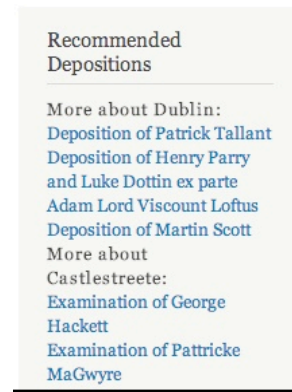 Recommended
Depositions
More about Dublin:
Deposition of Patrick Tallant
Deposition of Henry Parry
and Luke Dottin ex parte
Adam Lord Viscount Loftus
Deposition of Martin Scott
More about
Castlestreete:
Examination of George
Hackett
Examination of Pattricke
MaGwyre